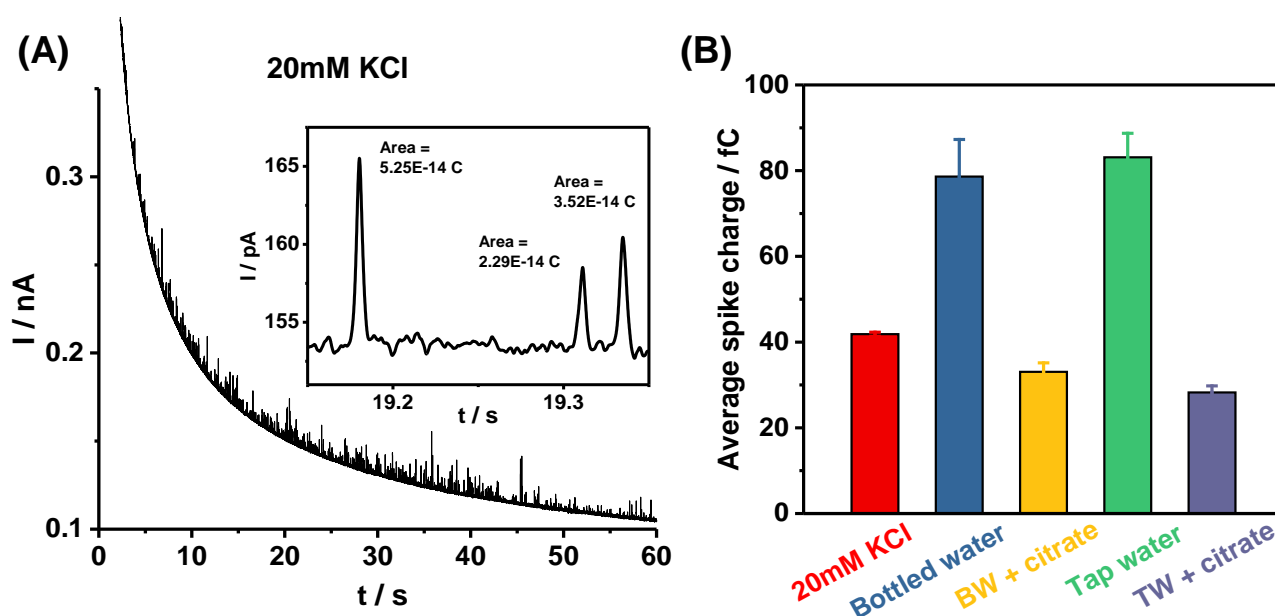 (A)
20mM KCl
I / nA
0.3
0.2
0.1
0
10
20
30
40
50
60
t / s
I / pA
165
160
155
19.2
19.3
t / s
Area =
5.25E-14 C
Area =
2.29E-14 C
Area =
3.52E-14 C
(B)
Average spike charge / fC
100
80
60
40
20
0
20mM KCl
Bottled water
BW + citrate
Tap water
TW + citrate